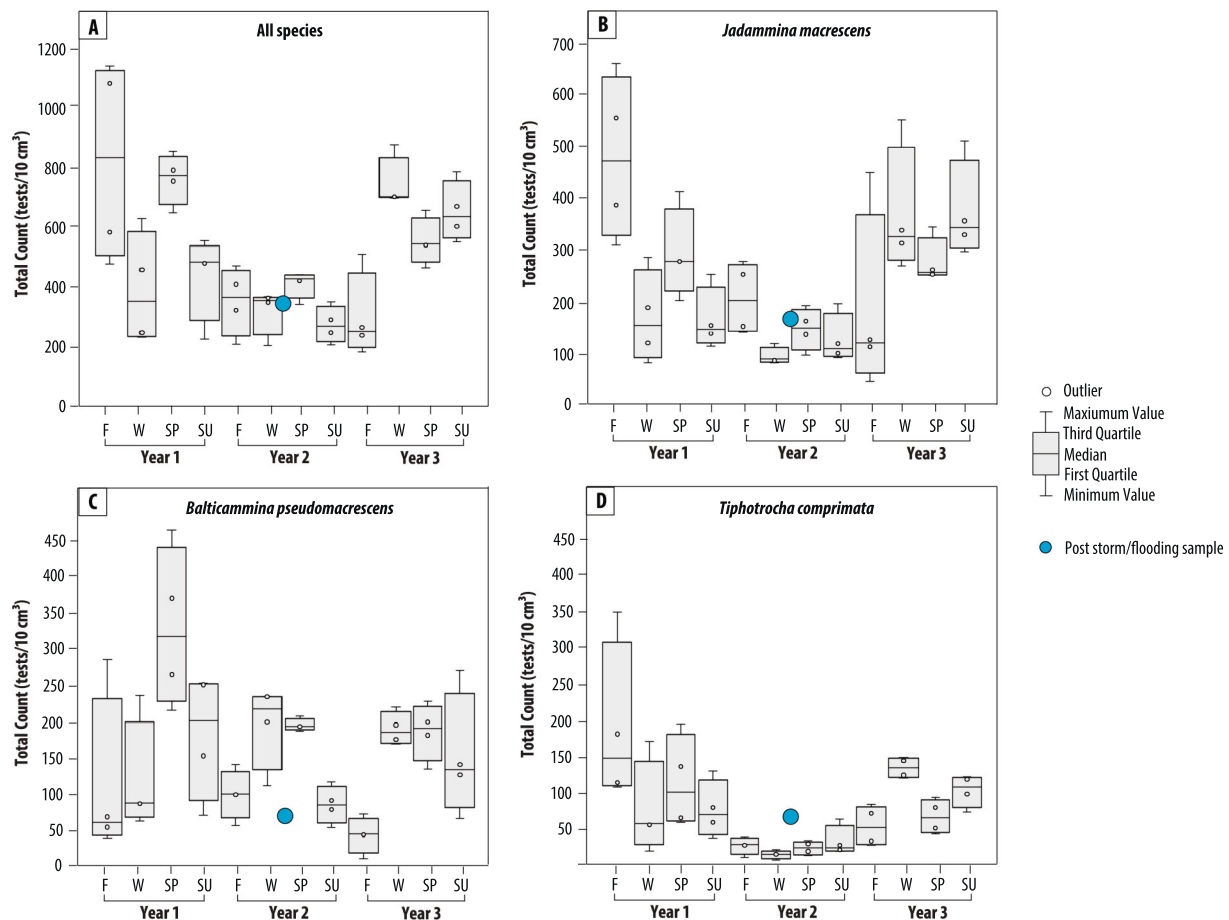 A
All species
Total Count (tests/10 cm³)
1200
1000
800
600
400
200
0
F W SP SU F W SP SU F W SP SU
Year 1 Year 2 Year 3
B
Jadammina macrescens
Total Count (tests/10 cm³)
700
600
500
400
300
200
100
0
F W SP SU F W SP SU F W SP SU
Year 1 Year 2 Year 3
Outlier
Maxiumum Value
Third Quartile
Median
First Quartile
Minimum Value
Post storm/flooding sample
C
Balticammina pseudomacrescens
Total Count (tests/10 cm³)
450
400
350
300
250
200
150
100
50
0
F W SP SU F W SP SU F W SP SU
Year 1 Year 2 Year 3
D
Tiphotrocha comprimata
Total Count (tests/10 cm³)
450
400
350
300
250
200
150
100
50
F W SP SU F W SP SU F W SP SU
Year 1 Year 2 Year 3